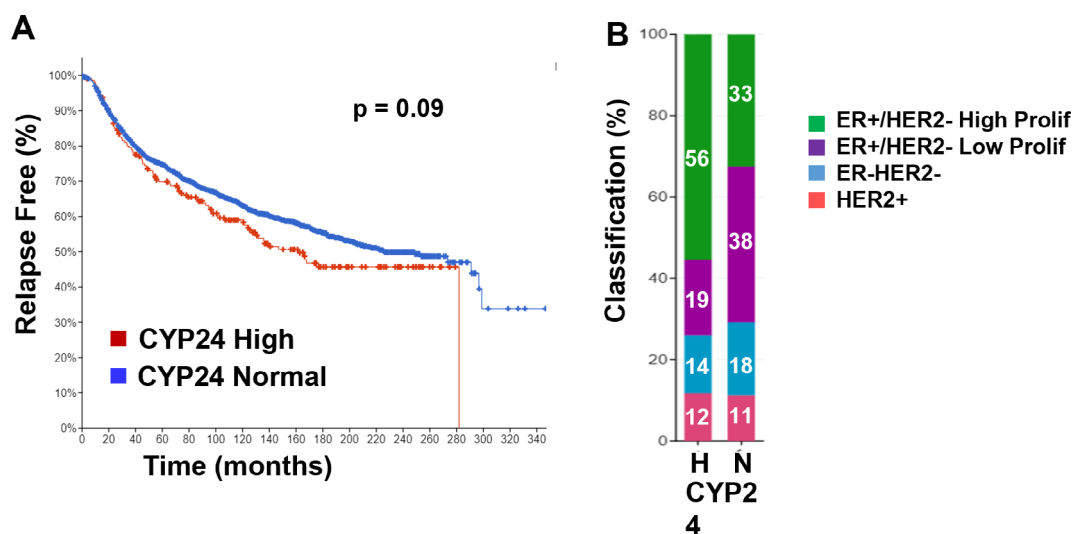 A
Relapse Free (%)
100%
90%
80%
70%
60%
50%
40%
30%
20%
10%
0%
p = 0.09
CYP24 High
CYP24 Normal
0 20 40 60 80 100 120 140 160 180 200 220 240 260 280 300 320 340
Time (months)
B
Classification (%)
100
80
60
40
20
0
56
19
14
12
33
38
18
11
H N
CYP2
4
ER+/HER2- High Prolif
ER+/HER2- Low Prolif
ER-HER2-
HER2+